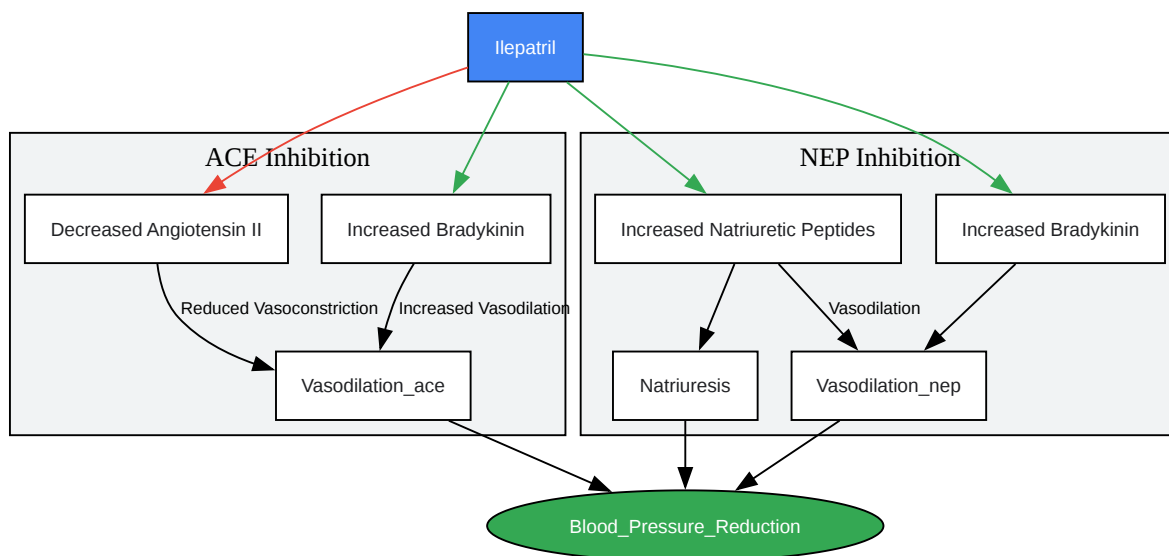 Ilepatril
ACE Inhibition
NEP Inhibition
Decreased Angiotensin II
Increased Bradykinin
Increased Natriuretic Peptides
Increased Bradykinin
Reduced Vasoconstriction
Increased Vasodilation
Vasodilation
Vasodilation_ace
Natriuresis
Vasodilation_nep
Blood_Pressure_Reduction